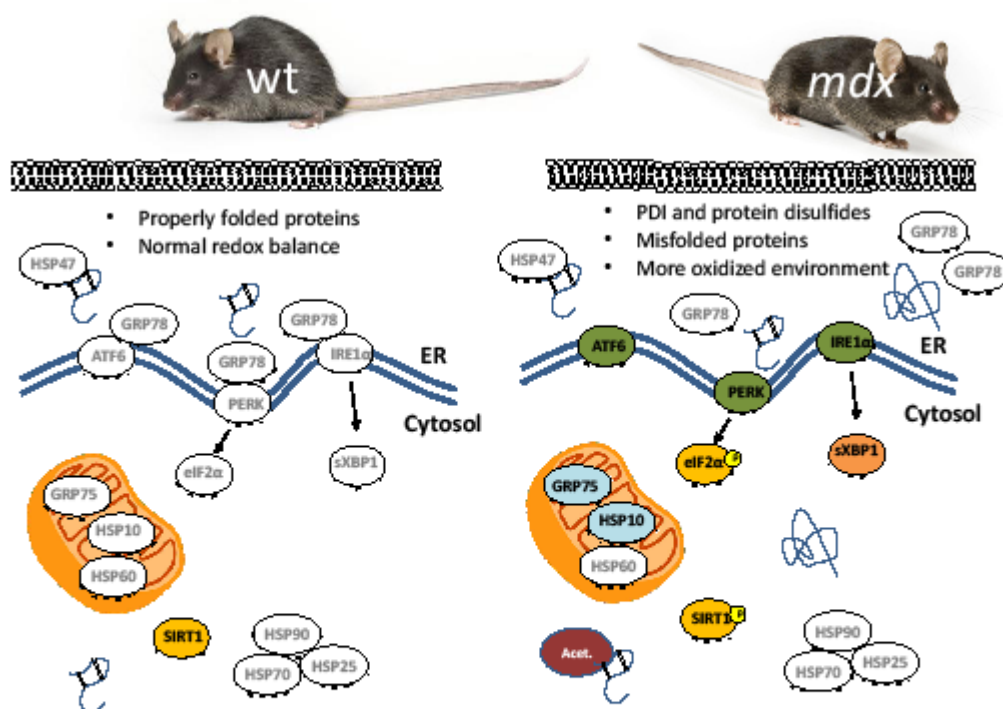 wt
mdx
• Properly folded proteins
• Normal redox balance
HSP47
GRP78
GRP78
GRP78
ATF6
IRE1α
PERK
ER
Cytosol
eIF2α
sXBP1
GRP75
HSP10
HSP60
SIRT1
HSP90
HSP70
HSP25
• PDI and protein disulfides
• Misfolded proteins
• More oxidized environment
GRP78
GRP78
HSP47
GRP78
ATF6
IRE1α
PERK
ER
Cytosol
eIF2α
P
sXBP1
GRP75
HSP10
HSP60
SIRT1
P
Acet.
HSP90
HSP70
HSP25